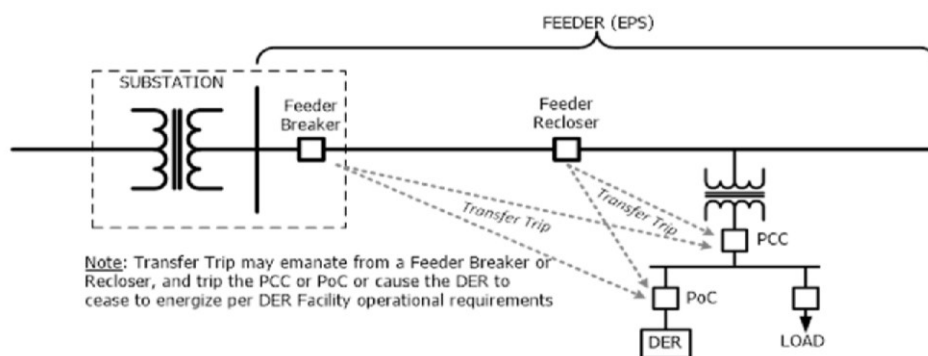 FEEDER (EPS)
SUBSTATION
Feeder
Breaker
Feeder
Recloser
Transfer Trip
Transfer Trip
PCC
Note: Transfer Trip may emanate from a Feeder Breaker or
Recloser, and trip the PCC or PoC or cause the DER to
cease to energize per DER Facility operational requirements
PoC
DER
LOAD